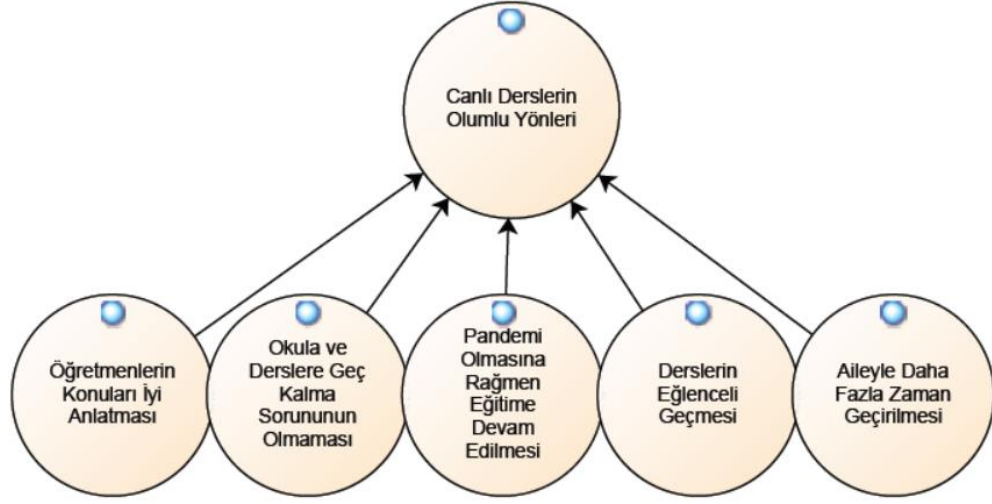 Canlı Derslerin
Olumlu Yönleri
Öğretmenlerin
Konuları İyi
Anlatması
Okula ve
Derslere Geç
Kalma
Sorununun
Olmaması
Pandemi
Olmasına
Rağmen
Eğitime
Devam
Edilmesi
Derslerin
Eğlenceli
Geçmesi
Aileyle Daha
Fazla Zaman
Geçirilmesi